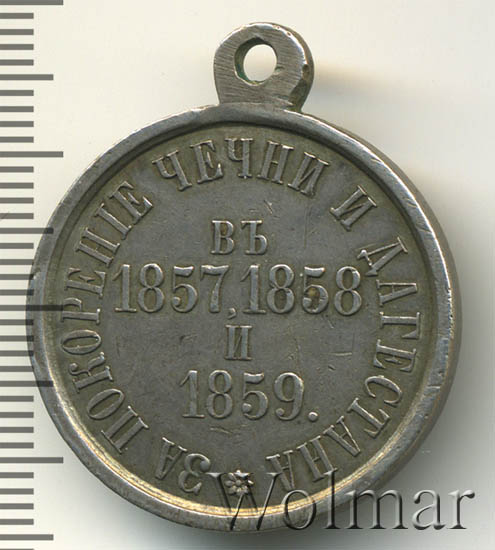 ЗА ПОКОРЕНІЕ ЧЕЧНИ И ДАГЕСТАНА
ВЪ
1857, 1858
И
1859.
Wolmar